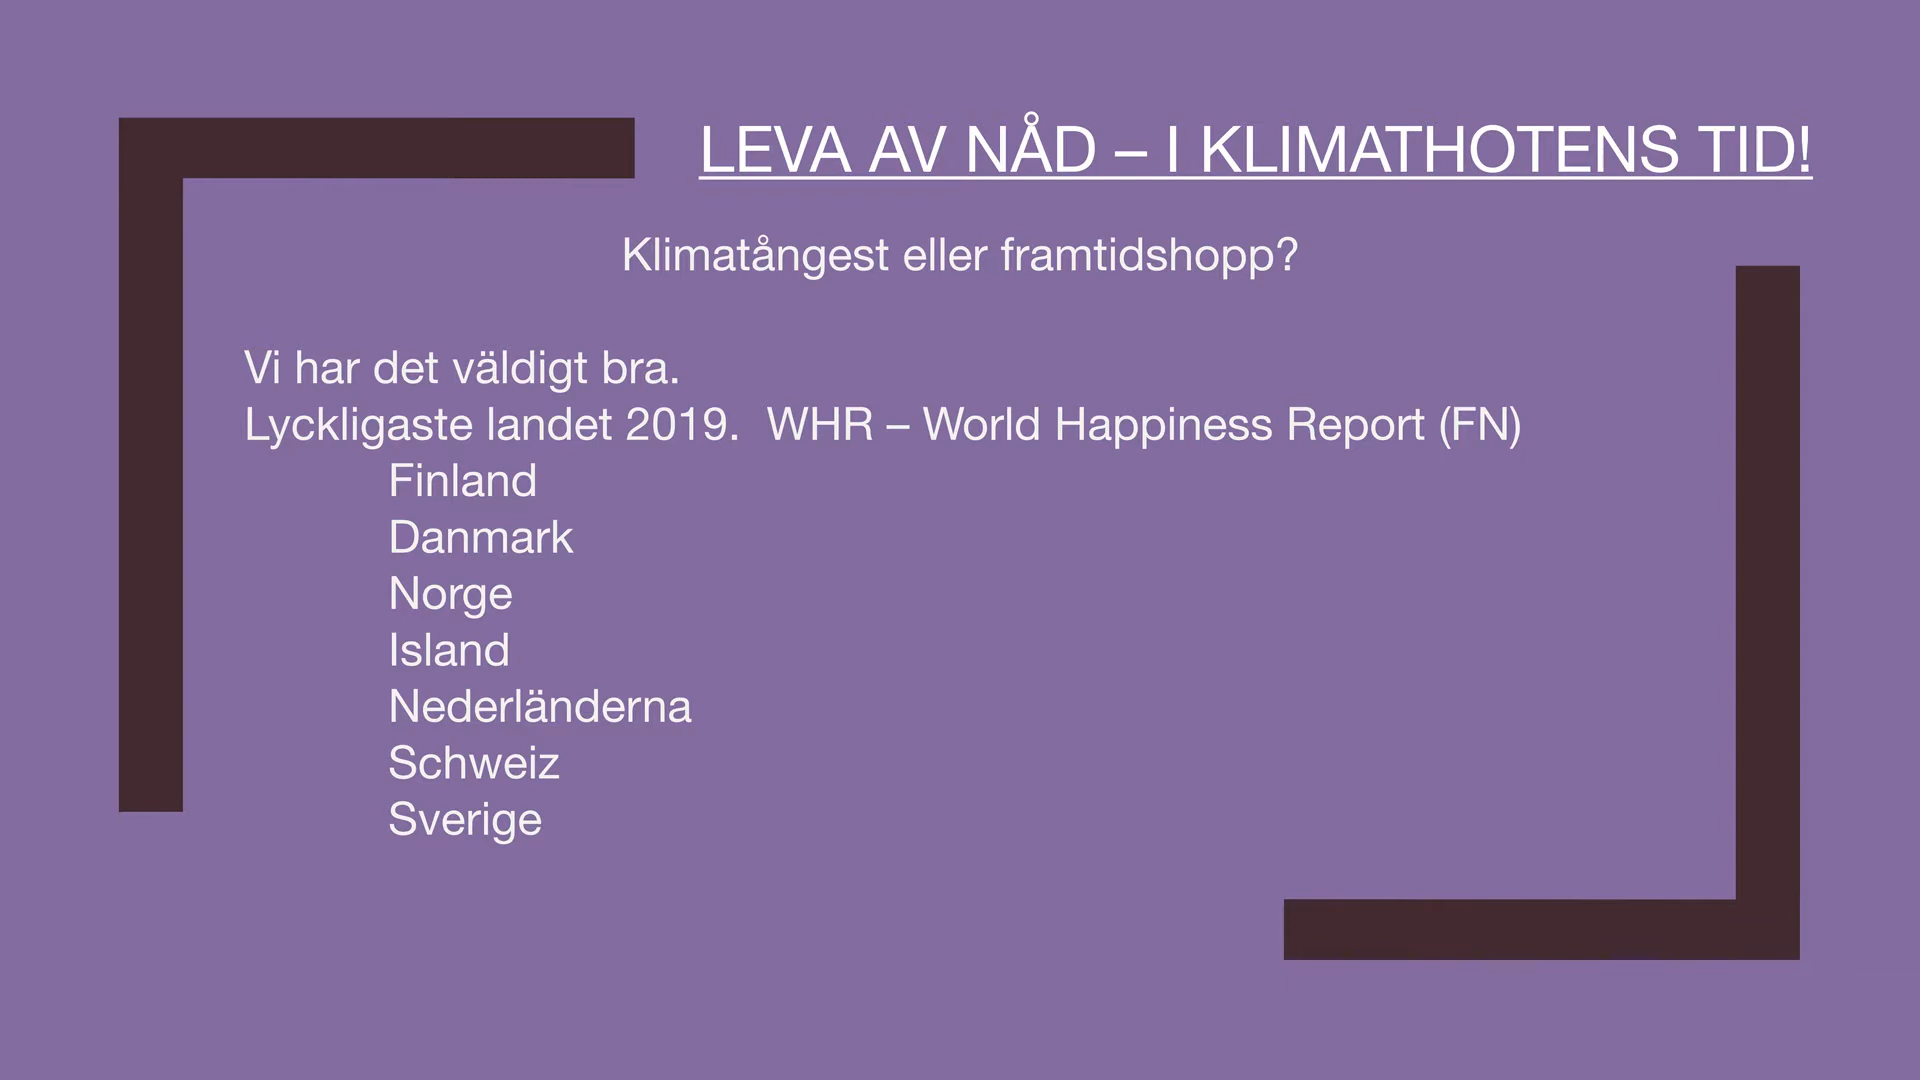 LEVA AV NÅD – I KLIMATHOTENS TID!
Klimatångest eller framtidshopp?
Vi har det väldigt bra.
Lyckligaste landet 2019.  WHR – World Happiness Report (FN)
Finland
Danmark
Norge
Island
Nederländerna
Schweiz
Sverige